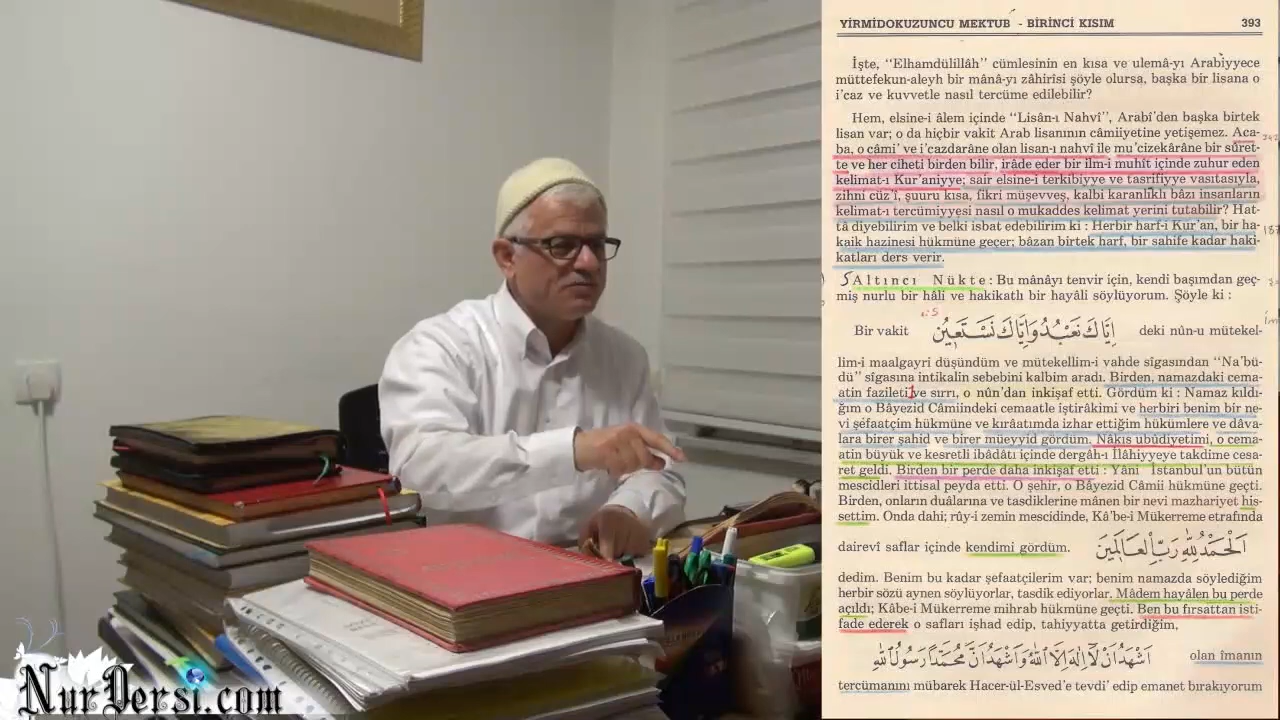 YİRMİDOKUZUNCU MEKTUB - BİRİNCİ KISIM 393
İşte, "Elhamdülillâh" cümlesinin en kısa ve ulemâ-yı Arabiyyece
müttefekun-aleyh bir mânâ-yı zâhirîsi şöyle olursa, başka bir lisana o
i'caz ve kuvvetle nasıl tercüme edilebilir?
Hem, elsine-i âlem içinde "Lisân-ı Nahvî", Arabî'den başka birtek
lisan var; o da hiçbir vakit Arab lisanının câmiiyetine yetişemez. Aca-
ba, o câmi' ve i'cazdarâne olan lisan-ı nahvî ile mu'cizekârâne bir sûret-
te ve her ciheti birden bilir, irâde eder bir ilm-i muhît içinde zuhur eden
kelimat-ı Kur'aniyye; sair elsine-i terkibiyye ve tasrifiyye vasıtasıyla,
zihni cüz'î, şuuru kısa, fikri müşevveş, kalbi karanlıklı bâzı insanların
kelimat-ı tercümiyyesi nasıl o mukaddes kelimat yerini tutabilir? Hat-
tâ diyebilirim ve belki isbat edebilirim ki : Herbir harf-i Kur'an, bir ha-
kaik hazinesi hükmüne geçer; bâzan birtek harf, bir sahife kadar haki-
katları ders verir.
Altıncı Nükte : Bu mânâyı tenvir için, kendi başımdan geç-
miş nurlu bir hâli ve hakikatlı bir hayâli söylüyorum. Şöyle ki :
Bir vakit اِيَّاكَ نَعْبُدُ وَاِيَّاكَ نَسْتَعِينُ deki nûn-u mütekel-
lim-i maalgayri düşündüm ve mütekellim-i vahde sîgasından "Na'bü-
dü" sîgasına intikalin sebebini kalbim aradı. Birden, namazdaki cema-
atin fazileti ve sırrı, o nûn'dan inkişaf etti. Gördüm ki : Namaz kıldı-
ğım o Bâyezid Câmiindeki cemaatle iştirâkimi ve herbiri benim bir ne-
vi şefaatçim hükmüne ve kırâatımda izhar ettiğim hükümlere ve dâva-
lara birer şahid ve birer müeyyid gördüm. Nâkıs ubûdiyetimi, o cema-
atin büyük ve kesretli ibâdâtı içinde dergâh-ı İlâhiyyeye takdime cesa-
ret geldi. Birden bir perde daha inkişaf etti : Yâni İstanbul'un bütün
mescidleri ittisal peyda etti. O şehir, o Bâyezid Câmii hükmüne geçti.
Birden, onların duâlarına ve tasdiklerine mânen bir nevi mazhariyet his-
settim. Onda dahi; rûy-i zemin mescidinde, Kâ'be-i Mükerreme etrafında
dairevî saflar içinde kendimi gördüm. اَلْحَمْدُ لِلّٰهِ رَبِّ الْعَالَمِينَ
dedim. Benim bu kadar şefaatçilerim var; benim namazda söylediğim
herbir sözü aynen söylüyorlar, tasdik ediyorlar. Mâdem havâlen bu perde
açıldı; Kâbe-i Mükerreme mihrab hükmüne geçti. Ben bu fırsattan isti-
fade ederek o safları işhad edip, tahiyyatta getirdiğim,
اَشْهَدُ اَنْ لَا اِلٰهَ اِلَّا اللّٰهُ وَاَشْهَدُ اَنَّ مُحَمَّدًا رَسُولُ اللّٰهِ olan îmanın
tercümanını mübarek Hacer-ül-Esved'e tevdi' edip emanet bırakıyorum
NurDersi.com